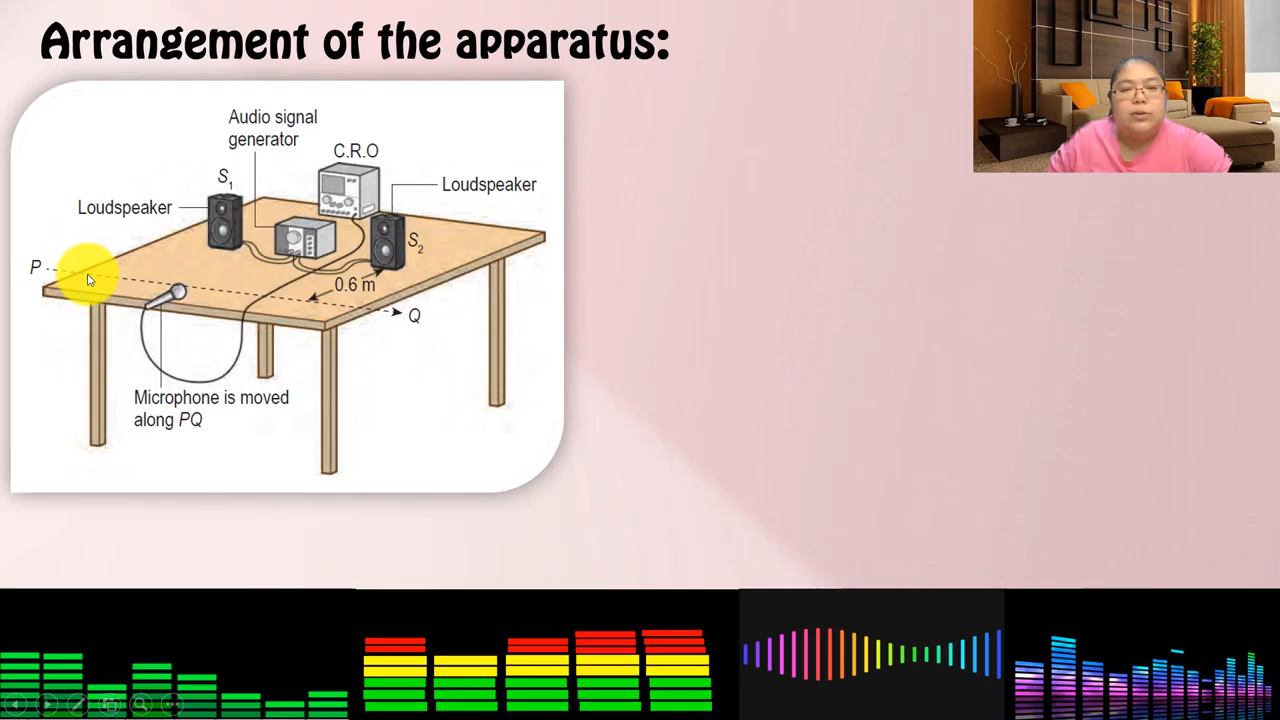 Arrangement of the apparatus:
Audio signal
generator
C.R.O
S1
Loudspeaker
Loudspeaker
S2
P
0.6 m
Q
Microphone is moved
along PQ